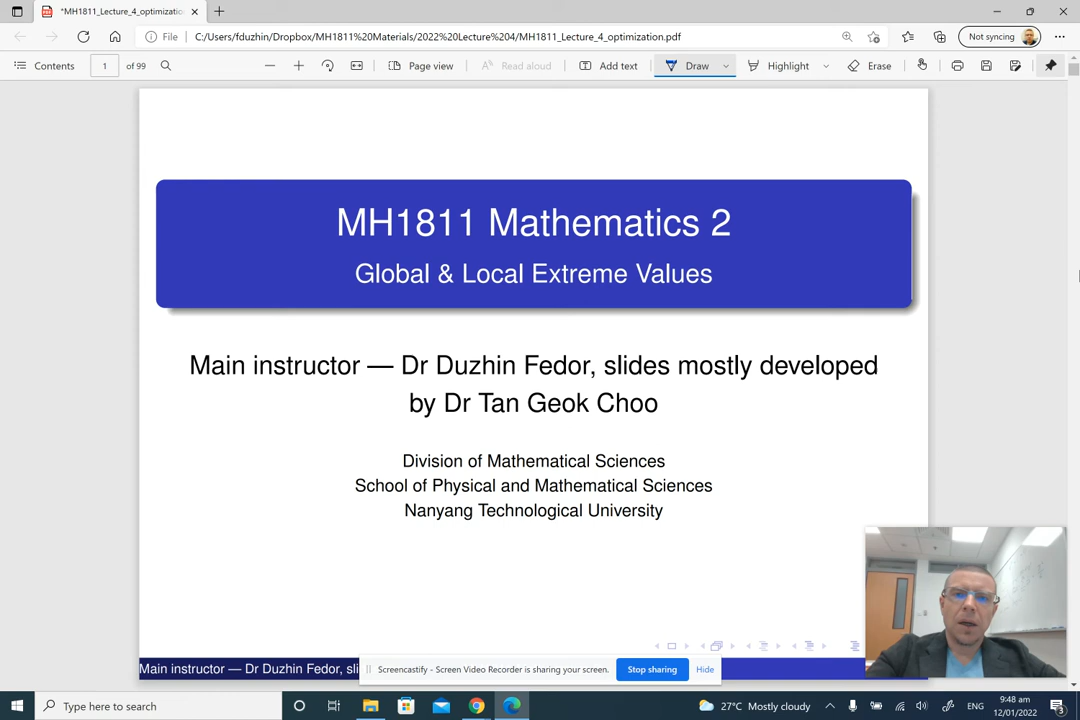 *MH1811_Lecture_4_optimization
File
C:/Users/fduzhin/Dropbox/MH1811%20Materials/2022%20Lecture%204/MH1811_Lecture_4_optimization.pdf
Not syncing
Contents
1 of 99
Page view
Read aloud
Add text
Draw
Highlight
Erase
MH1811 Mathematics 2
Global & Local Extreme Values
Main instructor — Dr Duzhin Fedor, slides mostly developed
by Dr Tan Geok Choo
Division of Mathematical Sciences
School of Physical and Mathematical Sciences
Nanyang Technological University
Main instructor — Dr Duzhin Fedor, sli
Screencastify - Screen Video Recorder is sharing your screen.
Stop sharing
Hide
Type here to search
27°C Mostly cloudy
ENG
9:48 am
12/01/2022
3